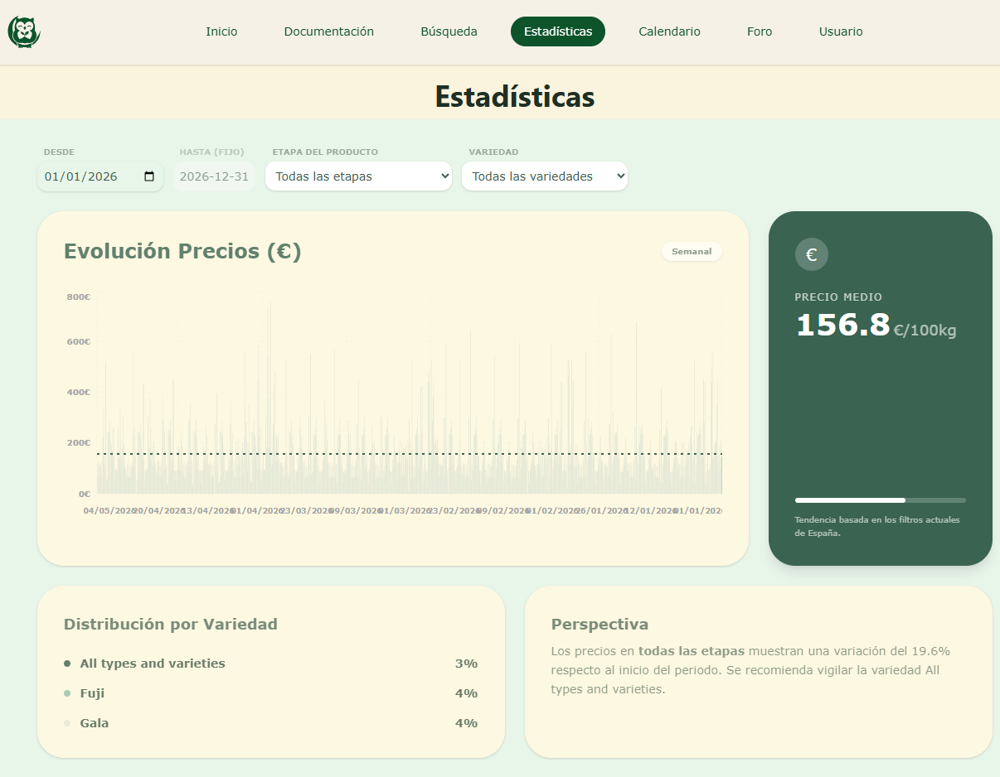 Inicio
Documentación
Búsqueda
Estadísticas
Calendario
Foro
Usuario
Estadísticas
DESDE
HASTA (FIJO)
ETAPA DEL PRODUCTO
VARIEDAD
01/01/2026
2026-12-31
Todas las etapas
Todas las variedades
Evolución Precios (€)
Semanal
800€
600€
400€
200€
0€
04/05/2026
20/04/2026
13/04/2026
01/04/2026
23/03/2026
09/03/2026
01/03/2026
23/02/2026
09/02/2026
01/02/2026
26/01/2026
12/01/2026
01/01/2026
€
PRECIO MEDIO
156.8 €/100kg
Tendencia basada en los filtros actuales
de España.
Distribución por Variedad
All types and varieties 3%
Fuji 4%
Gala 4%
Perspectiva
Los precios en todas las etapas muestran una variación del 19.6%
respecto al inicio del periodo. Se recomienda vigilar la variedad All
types and varieties.